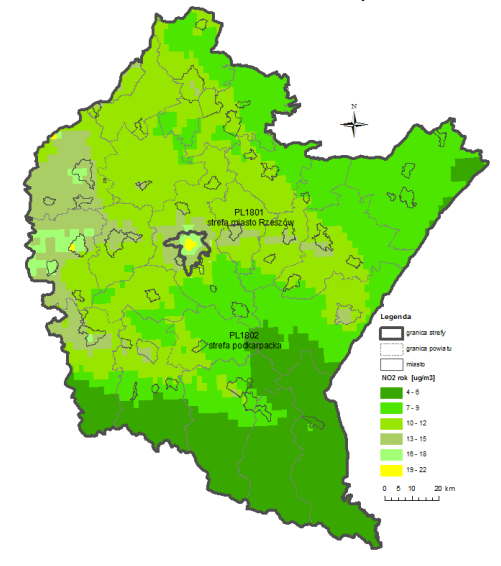 N
PL1801
strefa miasto Rzeszów
PL1802
strefa podkarpacka
Legenda
granica strefy
granica powiatu
miasto
NO2 rok [ug/m3]
4 - 6
7 - 9
10 - 12
13 - 15
16 - 18
19 - 22
0 5 10 20 km